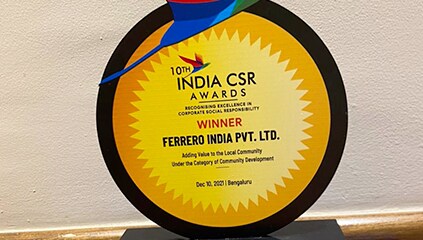 10TH
INDIA CSR
AWARDS
RECOGNISING EXCELLENCE IN
CORPORATE SOCIAL RESPONSIBILITY
WINNER
FERRERO INDIA PVT. LTD.
Adding Value to the Local Community
Under the Category of Community Development
Dec 10, 2021 | Bengaluru